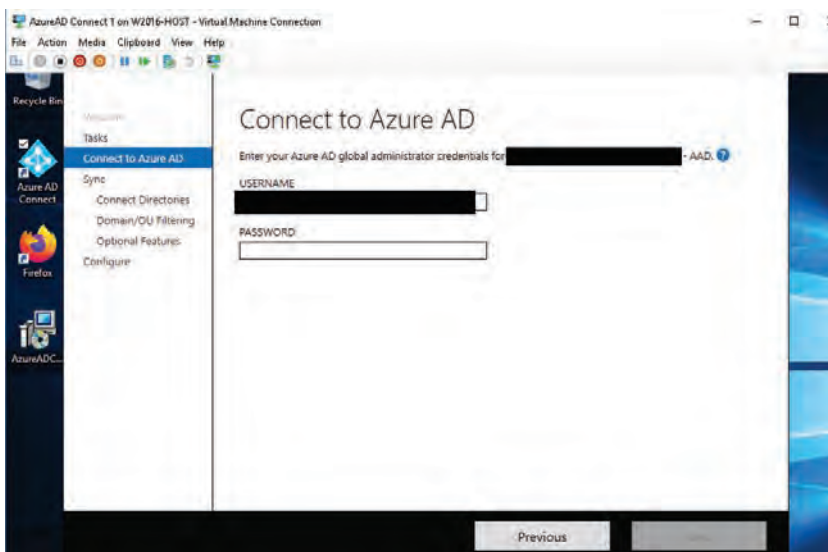 AzureAD Connect 1 on W2016-HOST - Virtual Machine Connection
File Action Media Clipboard View Help
Recycle Bin
Azure AD
Connect
Firefox
AzureADC...
Welcome
Tasks
Connect to Azure AD
Sync
Connect Directories
Domain/OU Filtering
Optional Features
Configure
Connect to Azure AD
Enter your Azure AD global administrator credentials for - AAD. ?
USERNAME
PASSWORD
Previous